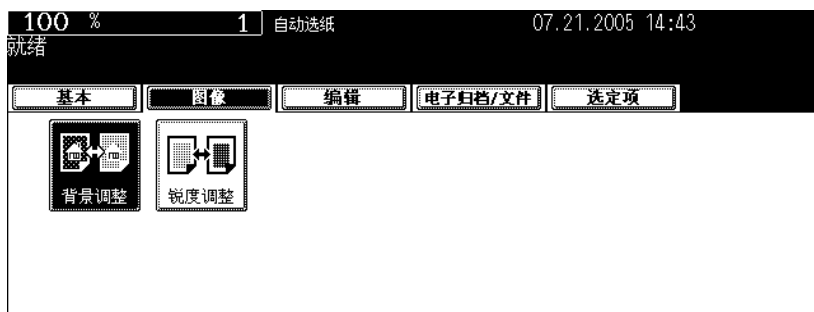 100 % 1 自动选纸 07.21.2005 14:43
就绪
基本 图像 编辑 电子归档/文件 选定项
背景调整 锐度调整